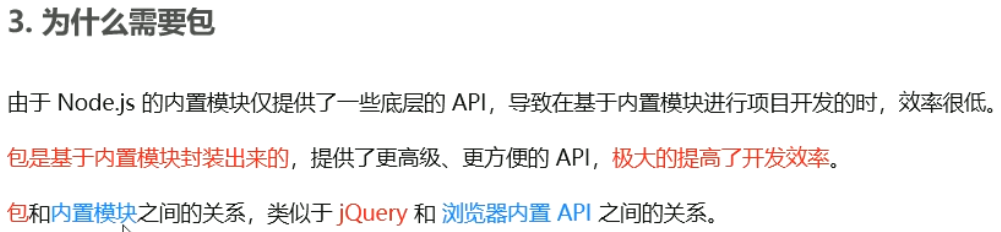 3. 为什么需要包
由于 Node.js 的内置模块仅提供了一些底层的 API，导致在基于内置模块进行项目开发的时，效率很低。
包是基于内置模块封装出来的，提供了更高级、更方便的 API，极大的提高了开发效率。
包和内置模块之间的关系，类似于 jQuery 和 浏览器内置 API 之间的关系。